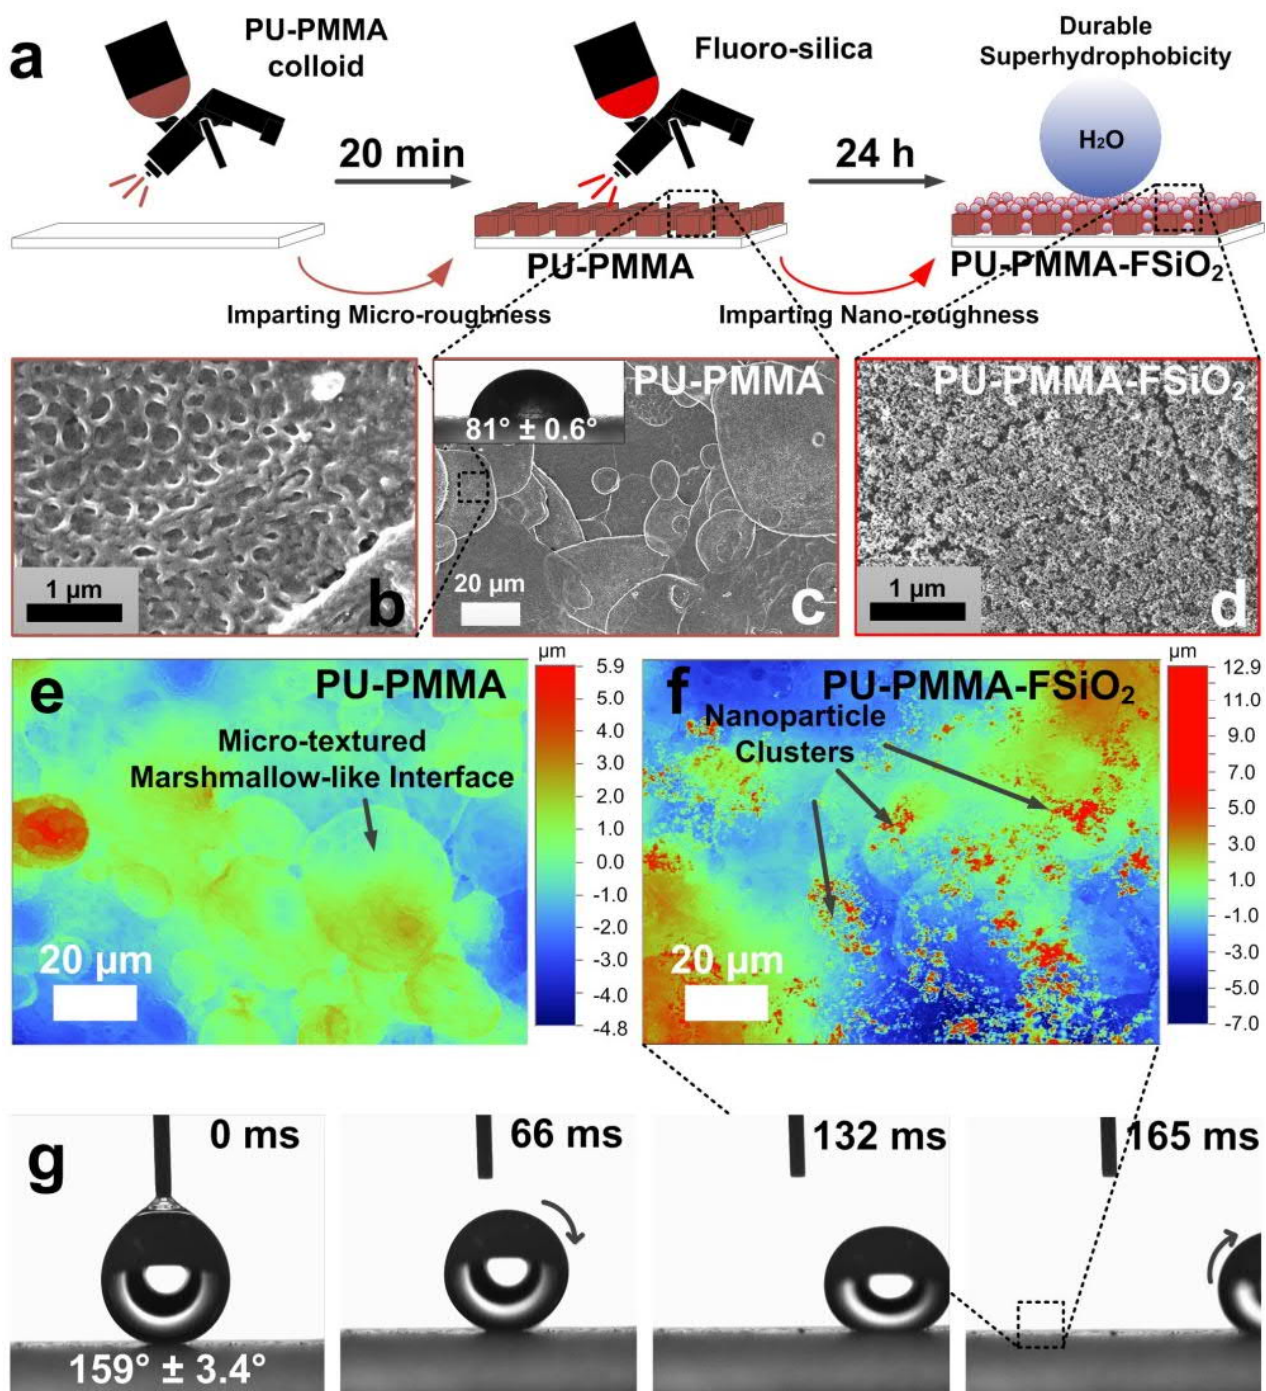 a
PU-PMMA
colloid
Fluoro-silica
Durable
Superhydrophobicity
H₂O
20 min
24 h
PU-PMMA
PU-PMMA-FSiO₂
Imparting Micro-roughness
Imparting Nano-roughness
1 µm
b
PU-PMMA
81° ± 0.6°
20 µm
c
PU-PMMA-FSiO₂
1 µm
d
e
PU-PMMA
Micro-textured
Marshmallow-like Interface
20 µm
µm
5.9
5.0
4.0
3.0
2.0
1.0
0.0
-1.0
-2.0
-3.0
-4.0
-4.8
f
PU-PMMA-FSiO₂
Nanoparticle
Clusters
20 µm
µm
12.9
11.0
9.0
7.0
5.0
3.0
1.0
-1.0
-3.0
-5.0
-7.0
g
0 ms
66 ms
132 ms
165 ms
159° ± 3.4°